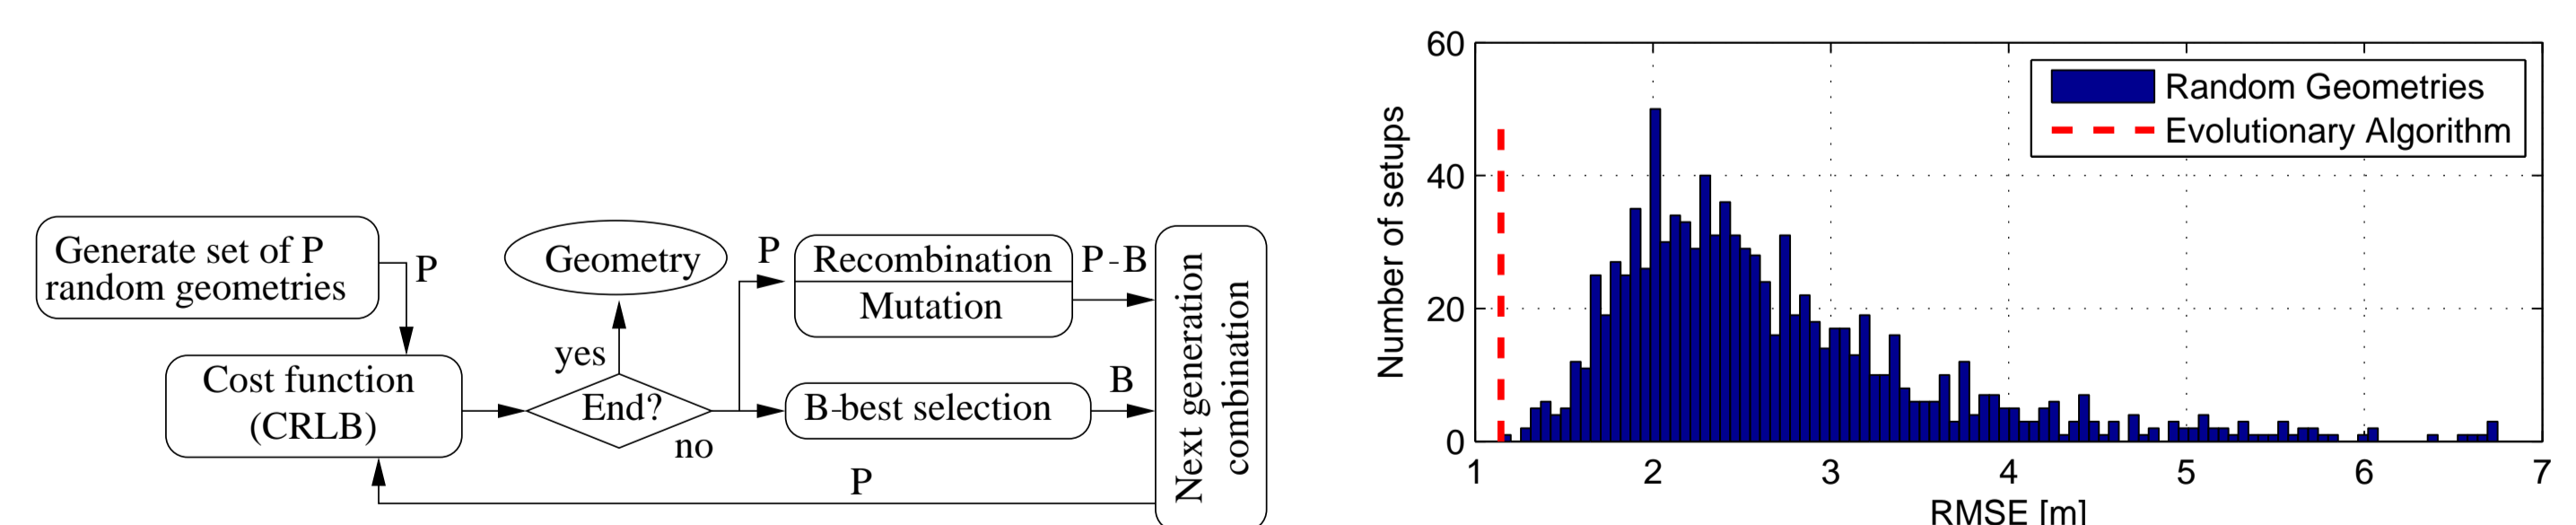 Generate set of P
random geometries
P
Cost function
(CRLB)
End?
yes
no
Geometry
P
Recombination
Mutation
P-B
B-best selection
B
Next generation
combination
P
60
40
20
0
Number of setups
1 2 3 4 5 6 7
RMSE [m]
Random Geometries
Evolutionary Algorithm